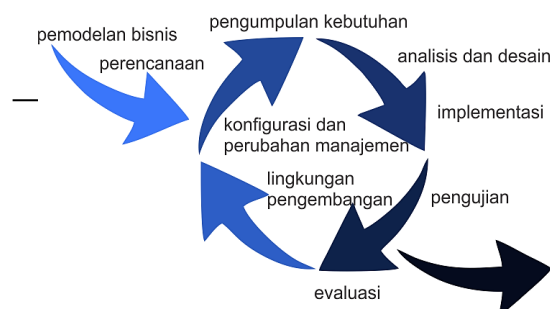 pengumpulan kebutuhan
pemodelan bisnis
perencanaan
analisis dan desain
implementasi
konfigurasi dan
perubahan manajemen
lingkungan
pengembangan
pengujian
evaluasi